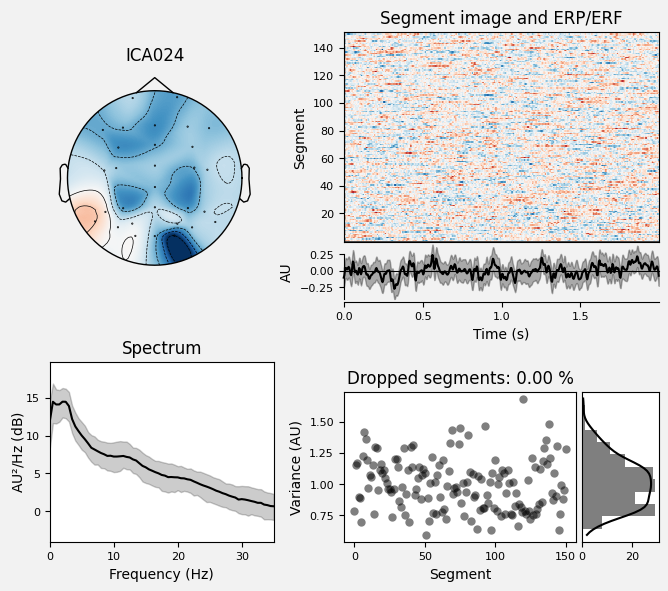 ICA024
Segment image and ERP/ERF
Segment
140
120
100
80
60
40
20
AU
0.25
0.00
−0.25
0.0
0.5
1.0
1.5
Time (s)
Spectrum
AU²/Hz (dB)
15
10
5
0
0
10
20
30
Frequency (Hz)
Dropped segments: 0.00 %
Variance (AU)
1.50
1.25
1.00
0.75
0
50
100
150
Segment
0
20